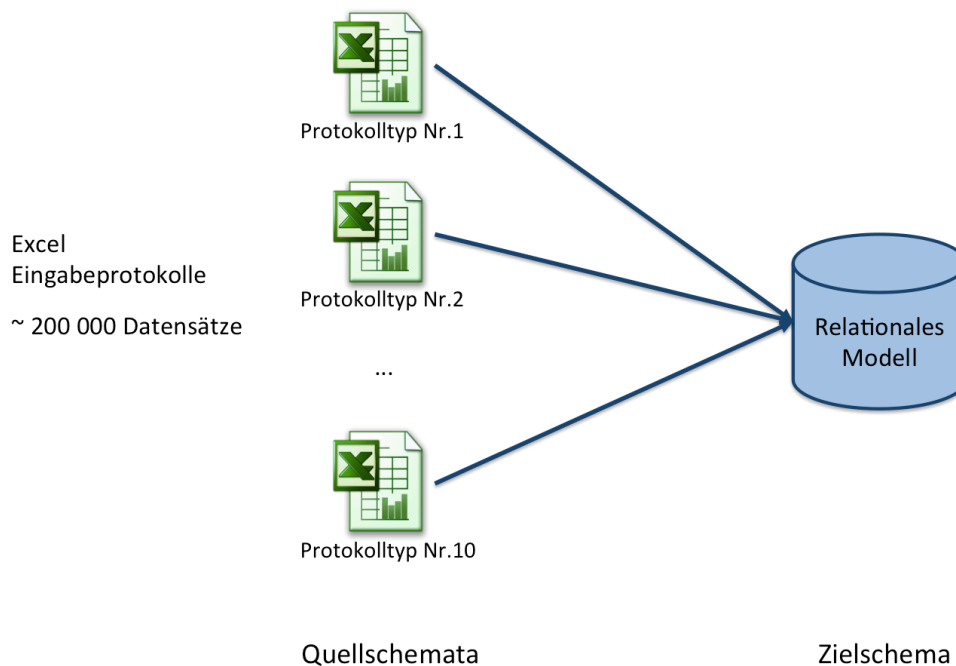 Protokolltyp Nr.1
Excel
Eingabeprotokolle
~ 200 000 Datensätze
Protokolltyp Nr.2
...
Protokolltyp Nr.10
Relationales
Modell
Quellschemata
Zielschema